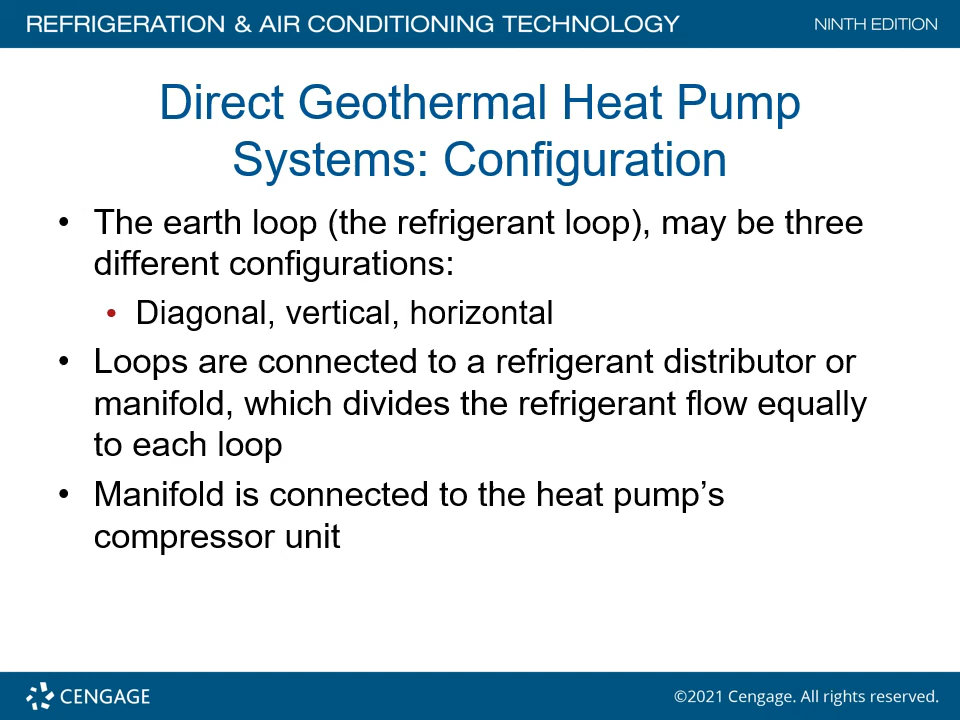 REFRIGERATION & AIR CONDITIONING TECHNOLOGY NINTH EDITION
Direct Geothermal Heat Pump
Systems: Configuration
• The earth loop (the refrigerant loop), may be three
different configurations:
• Diagonal, vertical, horizontal
• Loops are connected to a refrigerant distributor or
manifold, which divides the refrigerant flow equally
to each loop
• Manifold is connected to the heat pump’s
compressor unit
CENGAGE ©2021 Cengage. All rights reserved.